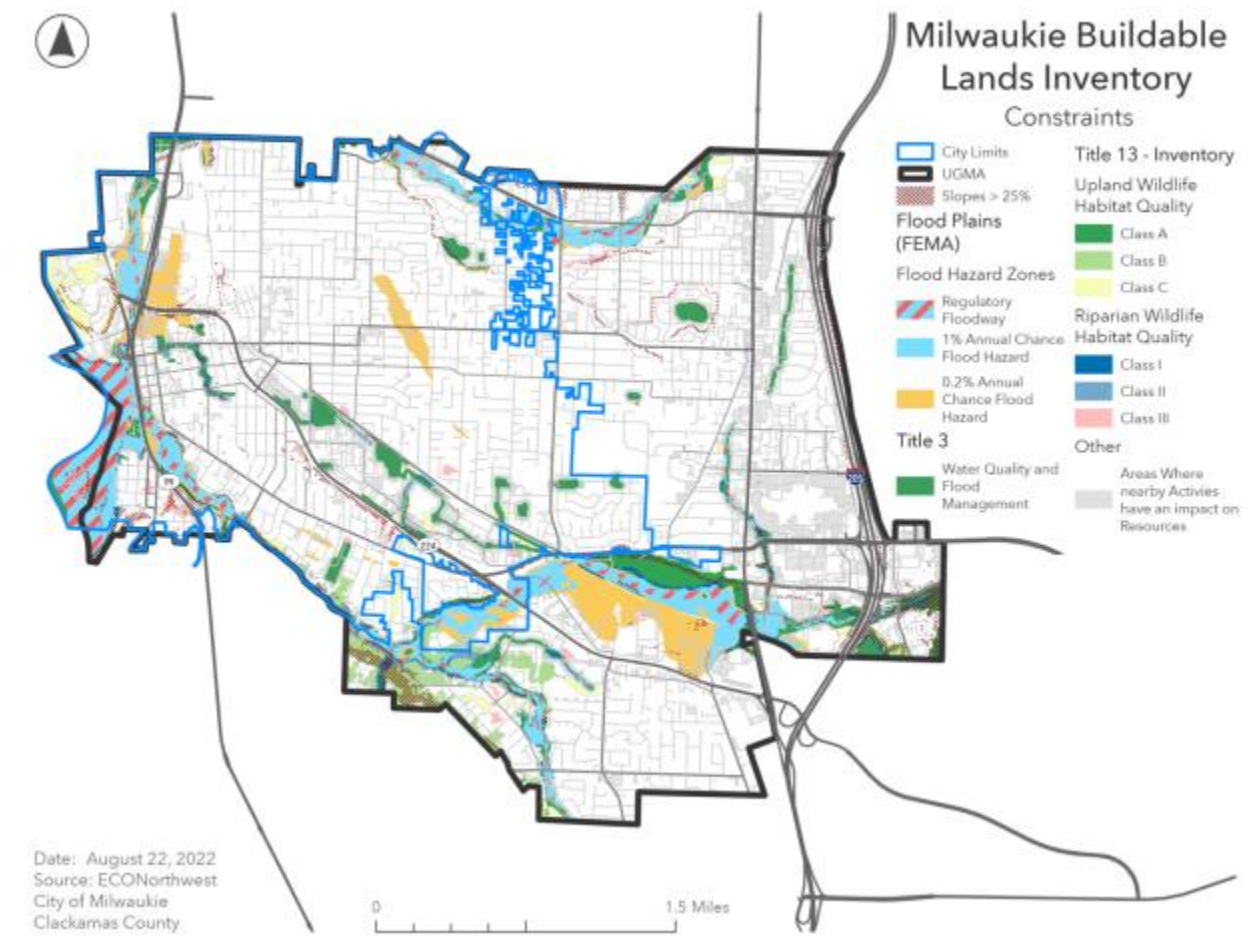 Milwaukie Buildable
Lands Inventory
Constraints
City Limits
UGMA
Slopes > 25%
Flood Plains
(FEMA)
Flood Hazard Zones
Regulatory
Floodway
1% Annual Chance
Flood Hazard
0.2% Annual
Chance Flood
Hazard
Title 3
Water Quality and
Flood
Management
Title 13 - Inventory
Upland Wildlife
Habitat Quality
Class A
Class B
Class C
Riparian Wildlife
Habitat Quality
Class I
Class II
Class III
Other
Areas Where
nearby Activies
have an impact on
Resources
224
Date: August 22, 2022
Source: ECONorthwest
City of Milwaukie
Clackamas County
0
1.5 Miles